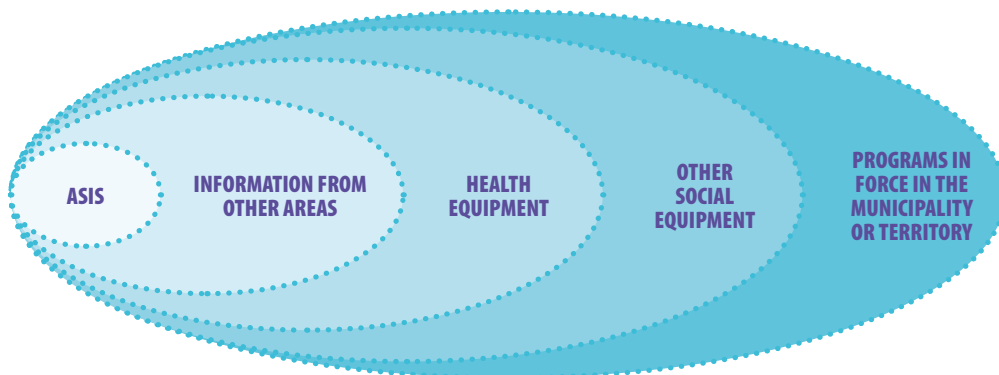 ASIS
INFORMATION FROM
OTHER AREAS
HEALTH
EQUIPMENT
OTHER
SOCIAL
EQUIPMENT
PROGRAMS IN
FORCE IN THE
MUNICIPALITY
OR TERRITORY